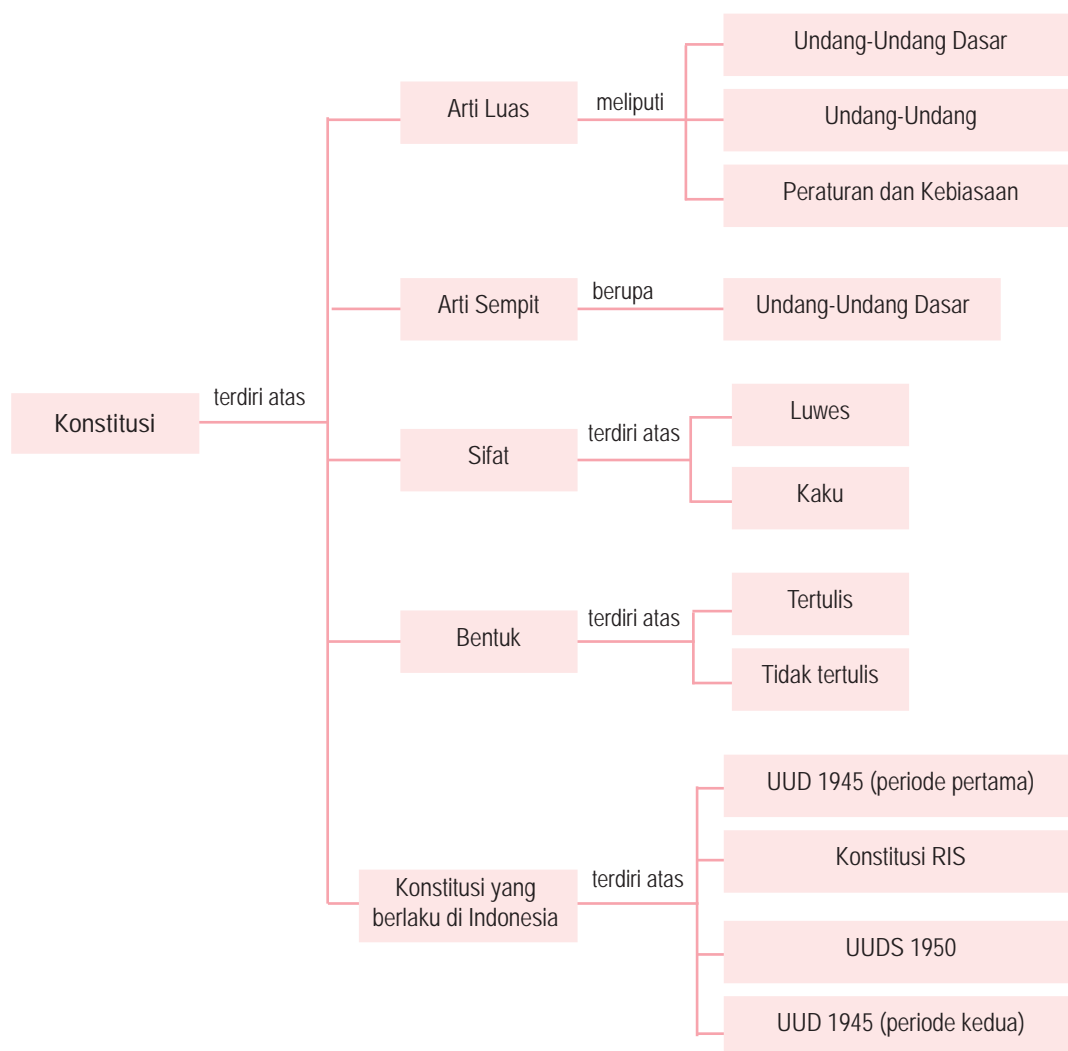 Undang-Undang Dasar
Arti Luas
meliputi
Undang-Undang
Peraturan dan Kebiasaan
Arti Sempit
berupa
Undang-Undang Dasar
Konstitusi
terdiri atas
Sifat
terdiri atas
Luwes
Kaku
Bentuk
terdiri atas
Tertulis
Tidak tertulis
Konstitusi yang
berlaku di Indonesia
terdiri atas
UUD 1945 (periode pertama)
Konstitusi RIS
UUDS 1950
UUD 1945 (periode kedua)